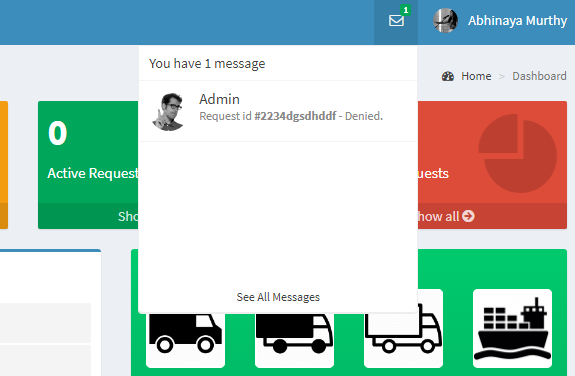 1
Abhinaya Murthy
You have 1 message
Home > Dashboard
Admin
Request id #2234dgsdhddf - Denied.
0
Active Request
uests
Sho
how all
See All Messages